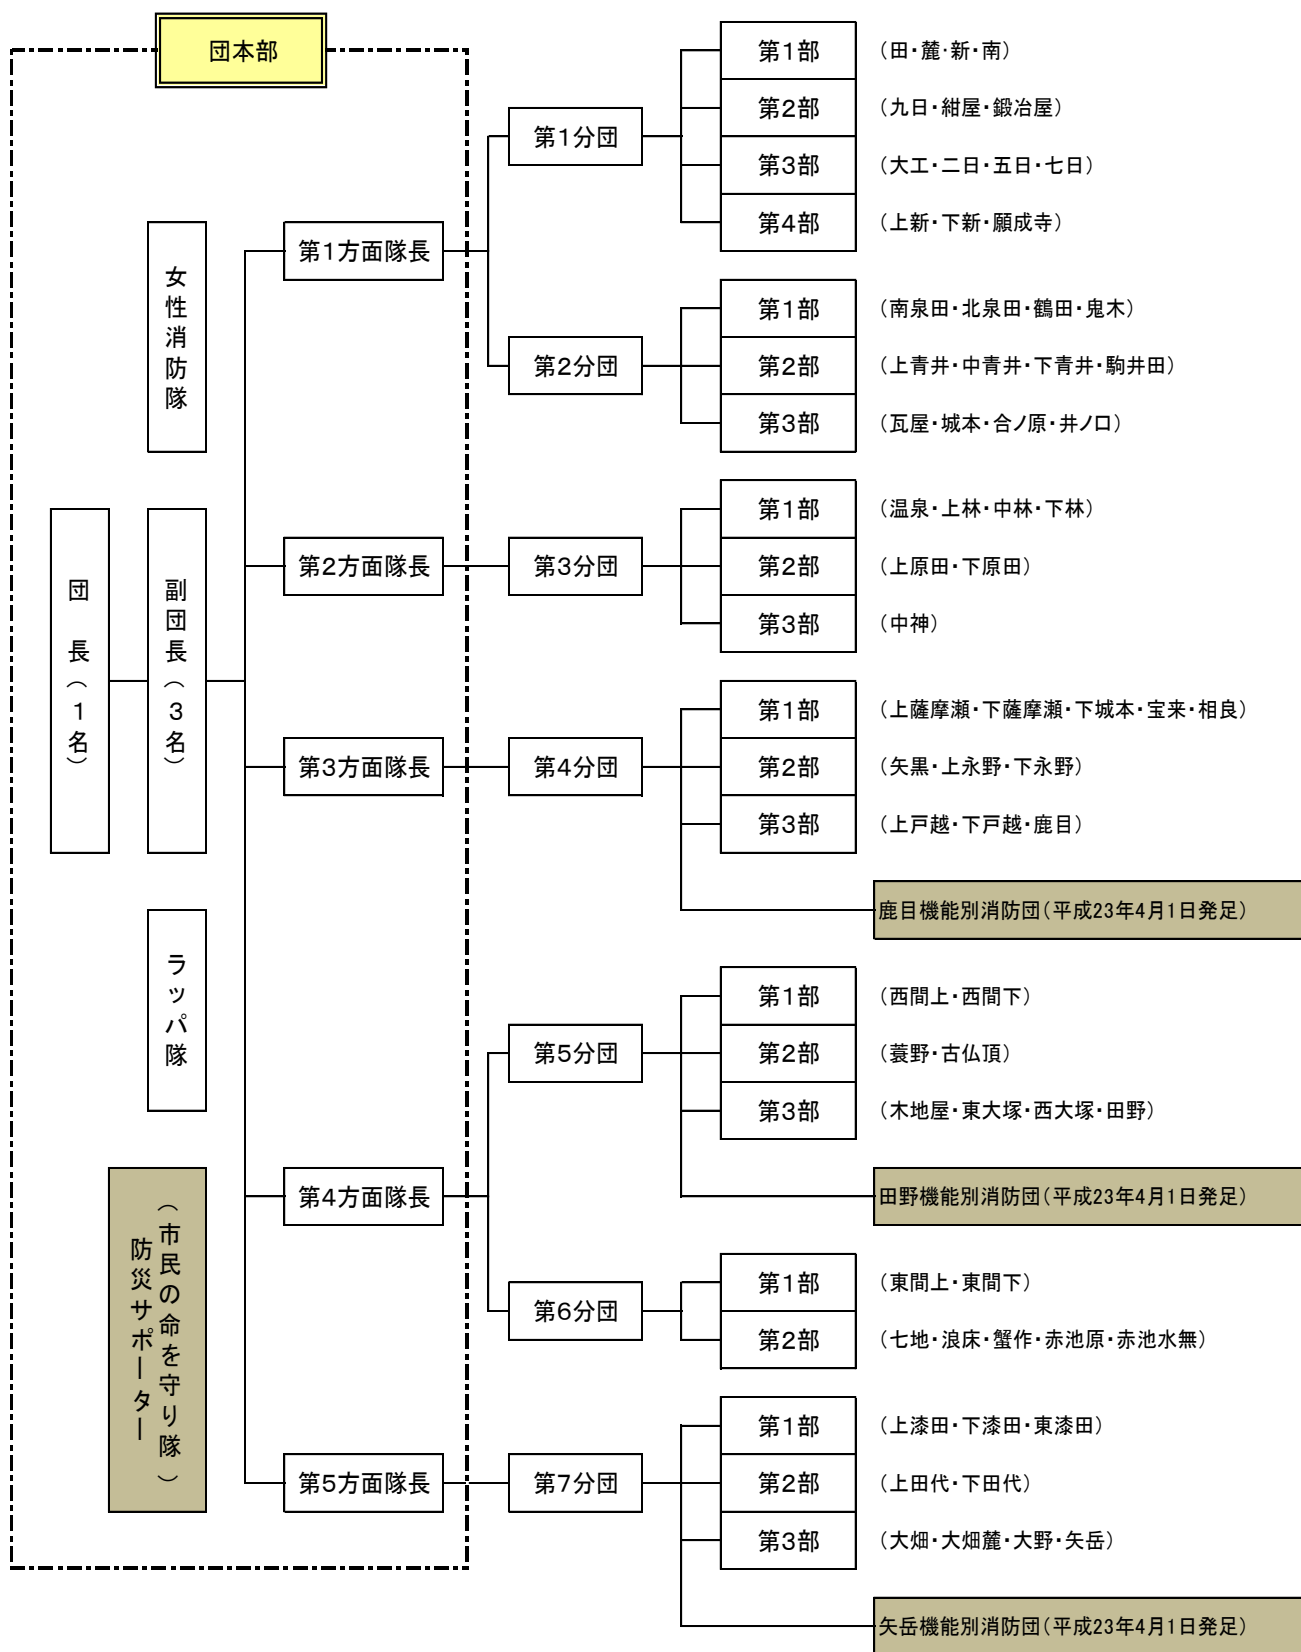 団本部
団　長（１名）
副団長（３名）
女性消防隊
ラッパ隊
防災サポーター
（市民の命を守り隊）
第1方面隊長
第1分団
第1部
（田・麓・新・南）
第2部
（九日・紺屋・鍛冶屋）
第3部
（大工・二日・五日・七日）
第4部
（上新・下新・願成寺）
第2分団
第1部
（南泉田・北泉田・鶴田・鬼木）
第2部
（上青井・中青井・下青井・駒井田）
第3部
（瓦屋・城本・合ノ原・井ノ口）
第2方面隊長
第3分団
第1部
（温泉・上林・中林・下林）
第2部
（上原田・下原田）
第3部
（中神）
第3方面隊長
第4分団
第1部
（上薩摩瀬・下薩摩瀬・下城本・宝来・相良）
第2部
（矢黒・上永野・下永野）
第3部
（上戸越・下戸越・鹿目）
鹿目機能別消防団（平成23年4月1日発足）
第4方面隊長
第5分団
第1部
（西間上・西間下）
第2部
（蓑野・古仏頂）
第3部
（木地屋・東大塚・西大塚・田野）
田野機能別消防団（平成23年4月1日発足）
第6分団
第1部
（東間上・東間下）
第2部
（七地・浪床・蟹作・赤池原・赤池水無）
第5方面隊長
第7分団
第1部
（上漆田・下漆田・東漆田）
第2部
（上田代・下田代）
第3部
（大畑・大畑麓・大野・矢岳）
矢岳機能別消防団（平成23年4月1日発足）